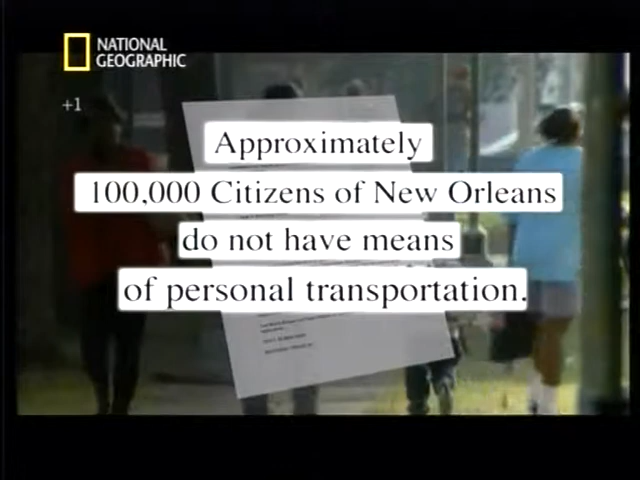 NATIONAL
GEOGRAPHIC
+1
Approximately
100,000 Citizens of New Orleans
do not have means
of personal transportation.